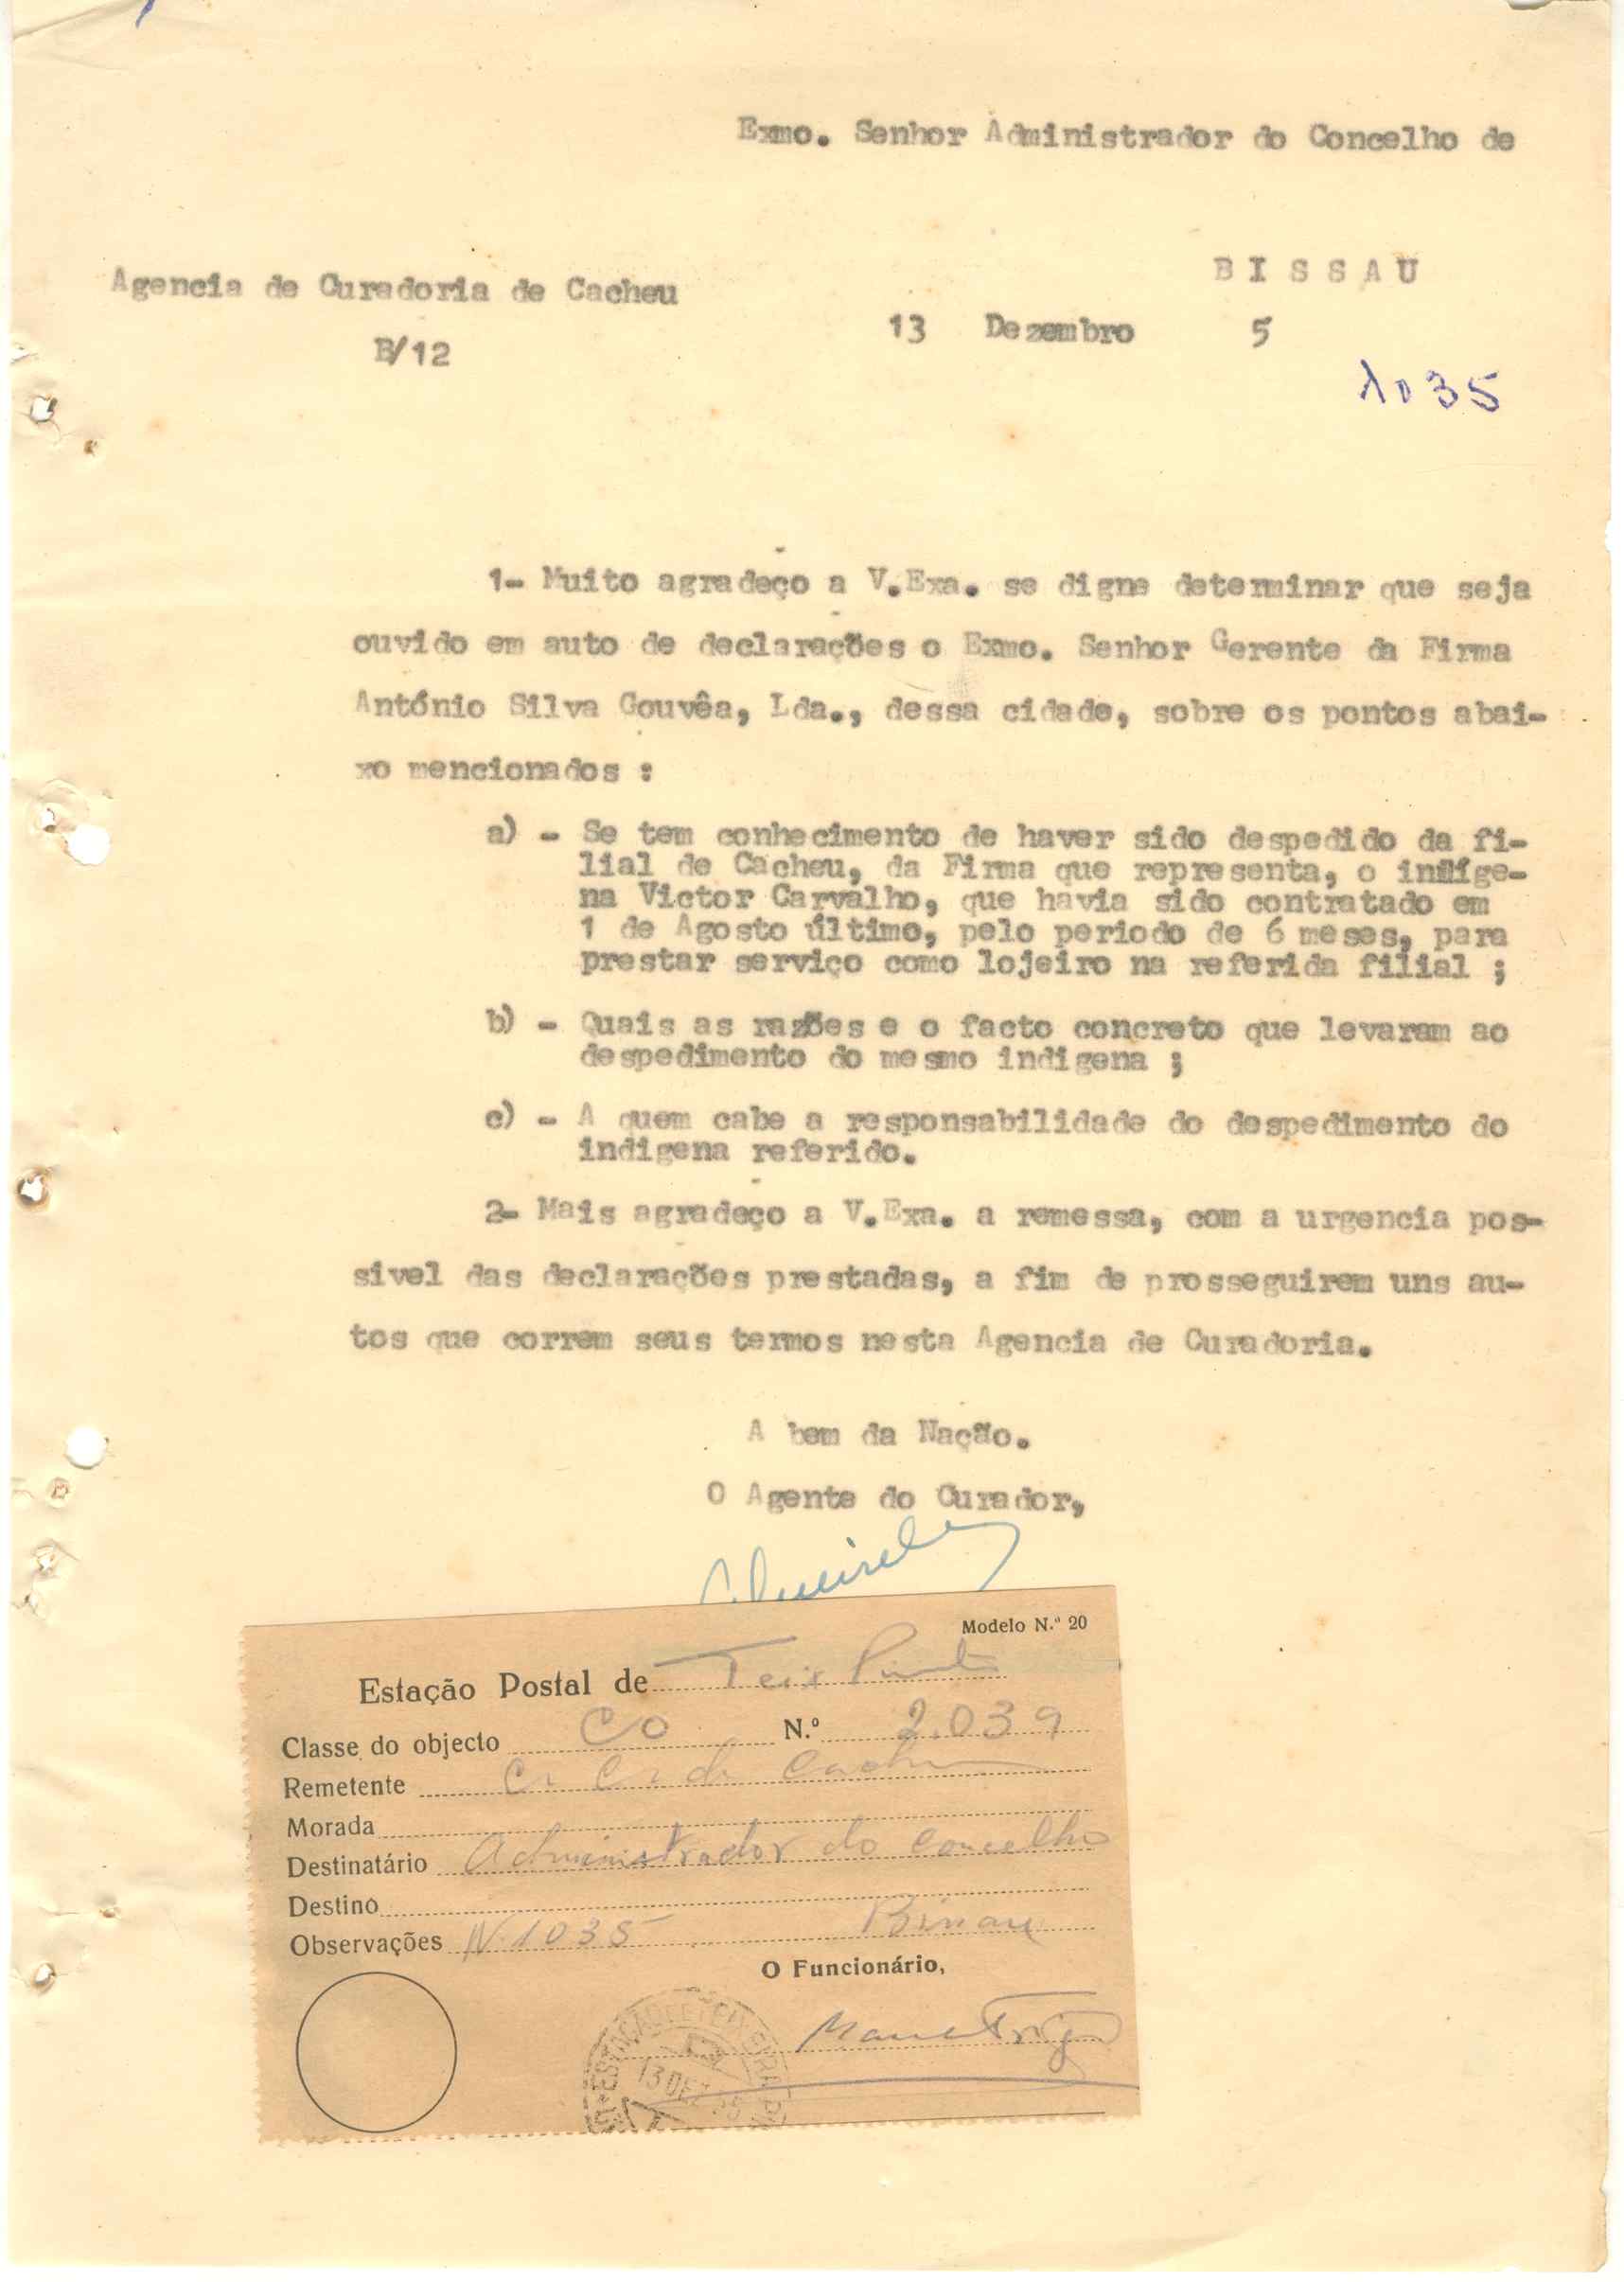 Exmo. Senhor Administrador do Concelho de
B I S S A U
Agencia de Curadoria de Cacheu
13 Dezembro 5
B/12
1035
1- Muito agradeço a V.Exa. se digne determinar que seja
ouvido em auto de declarações o Exmo. Senhor Gerente da Firma
António Silva Gouvêa, Lda., dessa cidade, sobre os pontos abai-
xo mencionados :
a) - Se tem conhecimento de haver sido despedido da fi-
lial de Cacheu, da Firma que representa, o indíge-
na Victor Carvalho, que havia sido contratado em
1 de Agosto último, pelo periodo de 6 meses, para
prestar serviço como lojeiro na referida filial ;
b) - Quais as razões e o facto concreto que levaram ao
despedimento do mesmo indigena ;
c) - A quem cabe a responsabilidade do despedimento do
indigena referido.
2- Mais agradeço a V.Exa. a remessa, com a urgencia pos-
sivel das declarações prestadas, a fim de prosseguirem uns au-
tos que correm seus termos nesta Agencia de Curadoria.
A bem da Nação.
O Agente do Curador,
Modelo N.º 20
Estação Postal de Teix Pinto
Classe do objecto CO N.º 2.039
Remetente
Morada
Destinatário Administrador do Concelho
Destino
Observações N. 1035 Bissau
O Funcionário,
13 DEZ